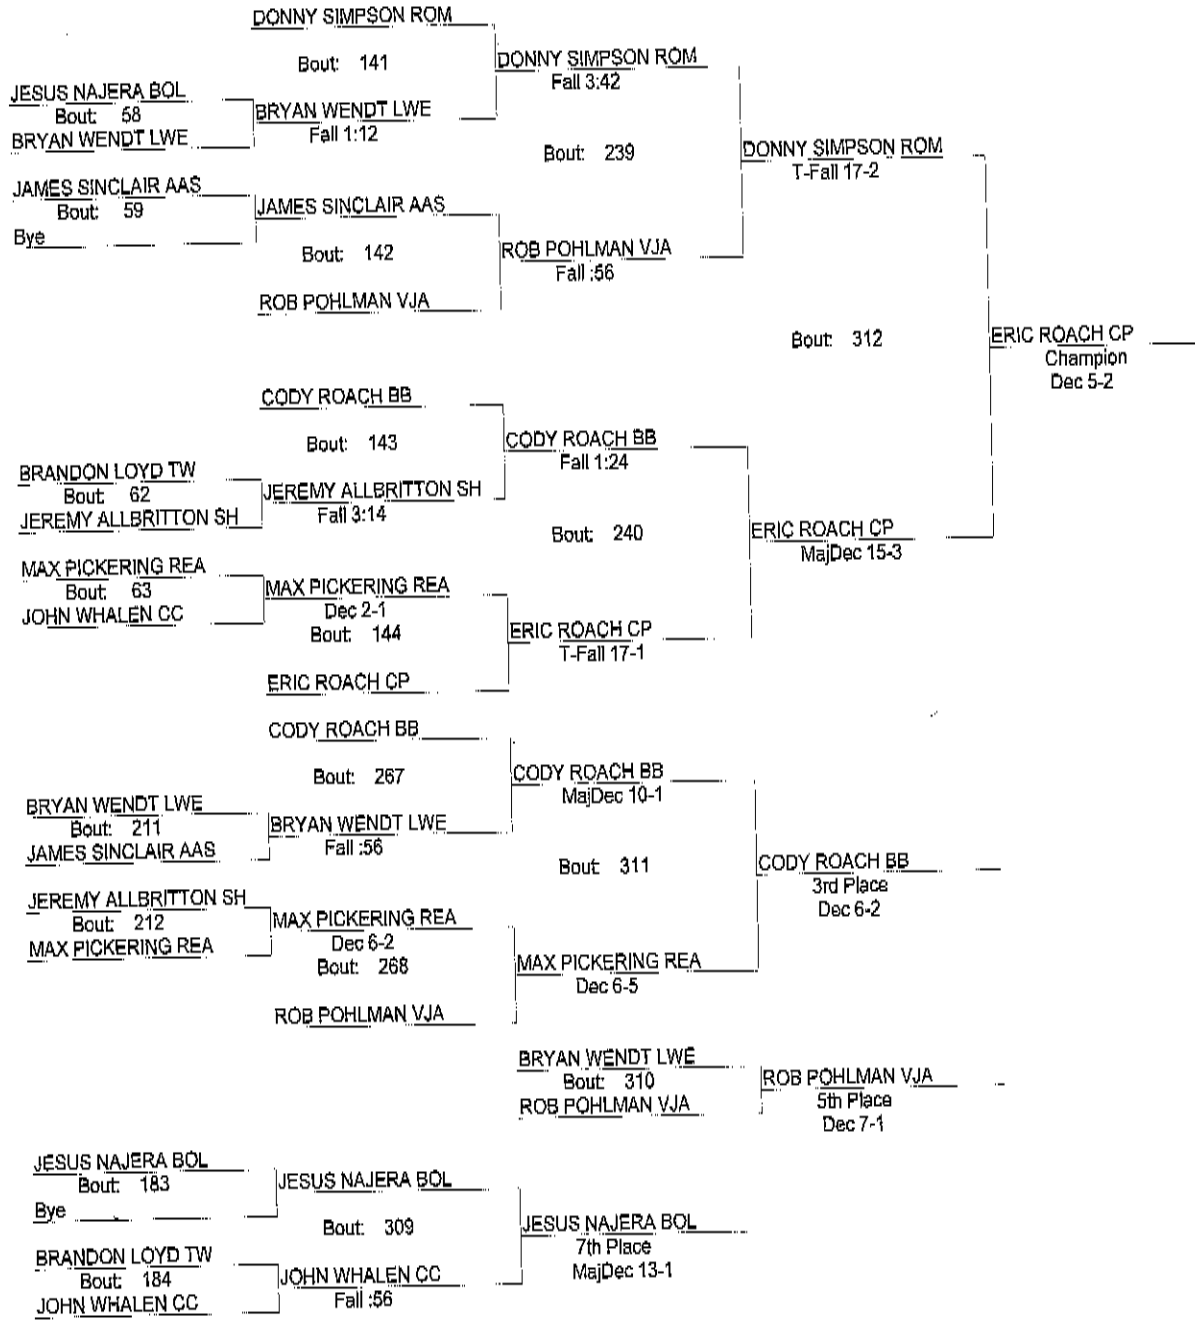 DONNY SIMPSON ROM
Bout: 141
DONNY SIMPSON ROM
Fall 3:42
JESUS NAJERA BOL
Bout: 58
BRYAN WENDT LWE
BRYAN WENDT LWE
Fall 1:12
Bout: 239
DONNY SIMPSON ROM
T-Fall 17-2
JAMES SINCLAIR AAS
Bout: 59
Bye
JAMES SINCLAIR AAS
Bout: 142
ROB POHLMAN VJA
Fall :56
ROB POHLMAN VJA
Bout: 312
ERIC ROACH CP
Champion
Dec 5-2
CODY ROACH BB
Bout: 143
CODY ROACH BB
Fall 1:24
BRANDON LOYD TW
Bout: 62
JEREMY ALLBRITTON SH
JEREMY ALLBRITTON SH
Fall 3:14
Bout: 240
ERIC ROACH CP
MajDec 15-3
MAX PICKERING REA
Bout: 63
JOHN WHALEN CC
MAX PICKERING REA
Dec 2-1
Bout: 144
ERIC ROACH CP
T-Fall 17-1
ERIC ROACH CP
CODY ROACH BB
Bout: 267
CODY ROACH BB
MajDec 10-1
BRYAN WENDT LWE
Bout: 211
JAMES SINCLAIR AAS
BRYAN WENDT LWE
Fall :56
Bout: 311
CODY ROACH BB
3rd Place
Dec 6-2
JEREMY ALLBRITTON SH
Bout: 212
MAX PICKERING REA
MAX PICKERING REA
Dec 6-2
Bout: 268
MAX PICKERING REA
Dec 6-5
ROB POHLMAN VJA
BRYAN WENDT LWE
Bout: 310
ROB POHLMAN VJA
ROB POHLMAN VJA
5th Place
Dec 7-1
JESUS NAJERA BOL
Bout: 183
Bye
JESUS NAJERA BOL
Bout: 309
JESUS NAJERA BOL
7th Place
MajDec 13-1
BRANDON LOYD TW
Bout: 184
JOHN WHALEN CC
JOHN WHALEN CC
Fall :56